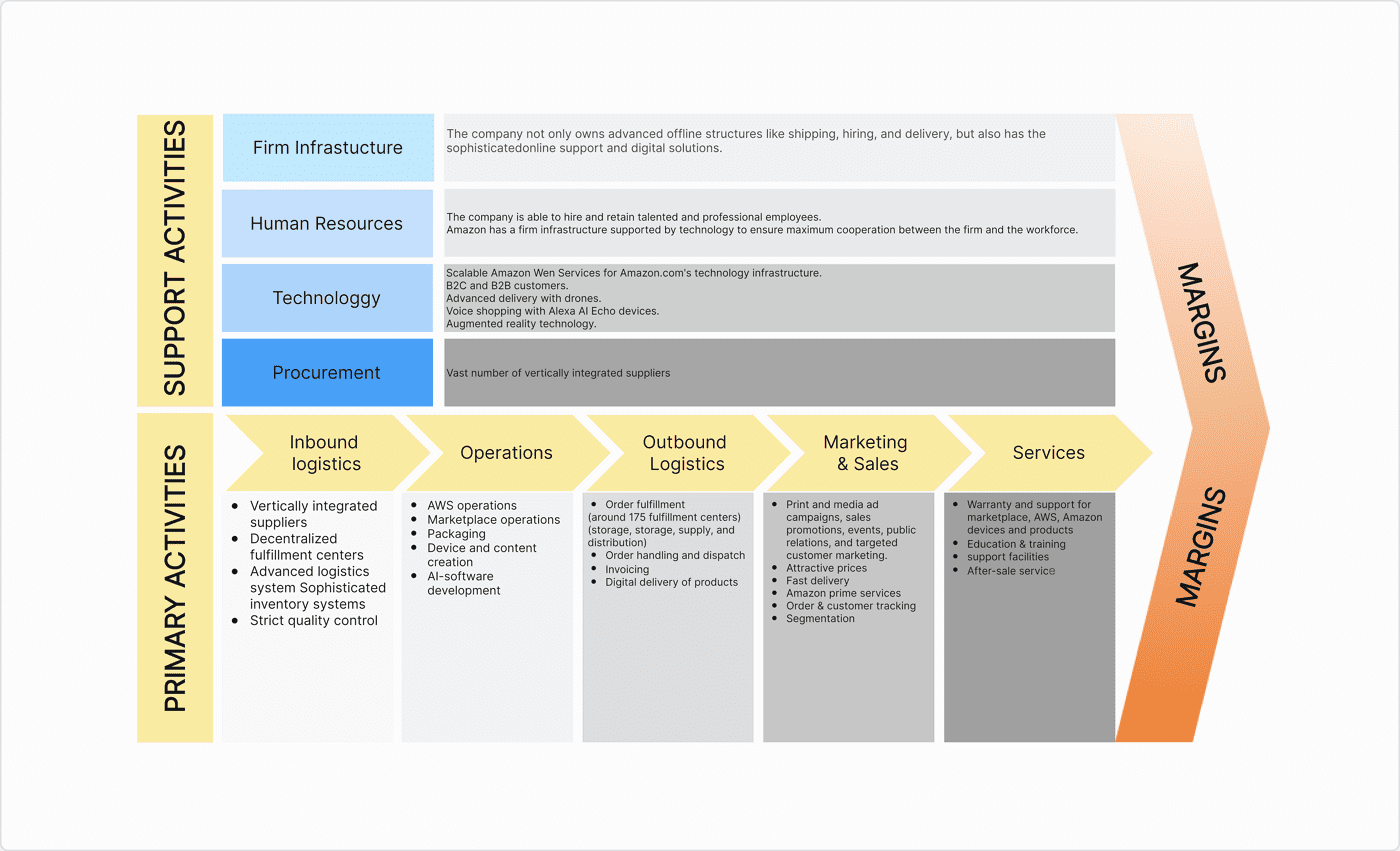 SUPPORT ACTIVITIES
Firm Infrastucture
The company not only owns advanced offline structures like shipping, hiring, and delivery, but also has the
sophisticatedonline support and digital solutions.
Human Resources
The company is able to hire and retain talented and professional employees.
Amazon has a firm infrastructure supported by technology to ensure maximum cooperation between the firm and the workforce.
Technologgy
Scalable Amazon Wen Services for Amazon.com's technology infrastructure.
B2C and B2B customers.
Advanced delivery with drones.
Voice shopping with Alexa AI Echo devices.
Augmented reality technology.
Procurement
Vast number of vertically integrated suppliers
MARGINS
PRIMARY ACTIVITIES
Inbound
logistics
• Vertically integrated
suppliers
• Decentralized
fulfillment centers
• Advanced logistics
system Sophisticated
inventory systems
• Strict quality control
Operations
• AWS operations
• Marketplace operations
• Packaging
• Device and content
creation
• AI-software
development
Outbound
Logistics
• Order fulfillment
(around 175 fulfillment centers)
(storage, storage, supply, and
distribution)
• Order handling and dispatch
• Invoicing
• Digital delivery of products
Marketing
& Sales
• Print and media ad
campaigns, sales
promotions, events, public
relations, and targeted
customer marketing.
• Attractive prices
• Fast delivery
• Amazon prime services
• Order & customer tracking
• Segmentation
Services
• Warranty and support for
marketplace, AWS, Amazon
devices and products
• Education & training
• support facilities
• After-sale service
MARGINS